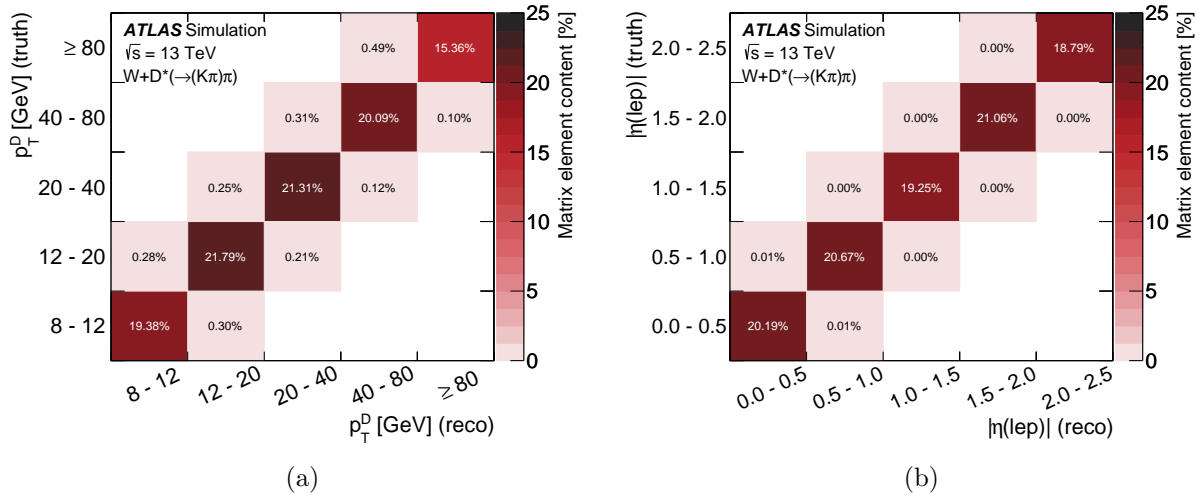 ATLAS Simulation
√s = 13 TeV
W+D*(→(Kπ)π)
p_T^D [GeV] (truth)
≥ 80
40 - 80
20 - 40
12 - 20
8 - 12
0.49%
15.36%
0.31%
20.09%
0.10%
0.25%
21.31%
0.12%
0.28%
21.79%
0.21%
19.38%
0.30%
8 - 12
12 - 20
20 - 40
40 - 80
≥ 80
p_T^D [GeV] (reco)
25
20
15
10
5
0
Matrix element content [%]
(a)
ATLAS Simulation
√s = 13 TeV
W+D*(→(Kπ)π)
|η(lep)| (truth)
2.0 - 2.5
1.5 - 2.0
1.0 - 1.5
0.5 - 1.0
0.0 - 0.5
0.00%
18.79%
0.00%
21.06%
0.00%
0.00%
19.25%
0.00%
0.01%
20.67%
0.00%
20.19%
0.01%
0.0 - 0.5
0.5 - 1.0
1.0 - 1.5
1.5 - 2.0
2.0 - 2.5
|η(lep)| (reco)
25
20
15
10
5
0
Matrix element content [%]
(b)